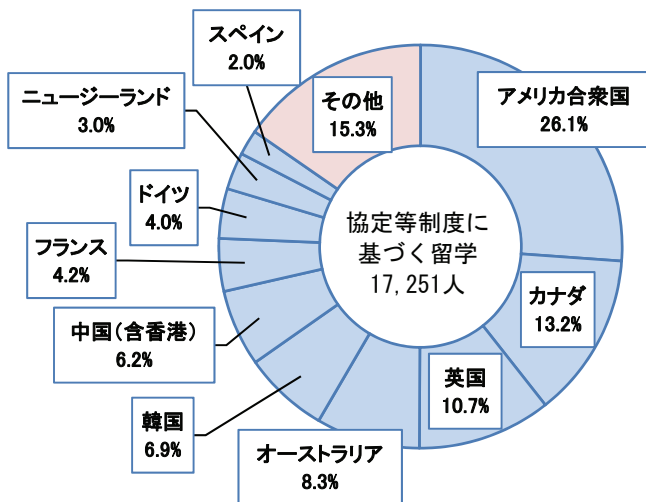 協定等制度に
基づく留学
17,251人
アメリカ合衆国
26.1%
カナダ
13.2%
英国
10.7%
オーストラリア
8.3%
韓国
6.9%
中国(含香港)
6.2%
フランス
4.2%
ドイツ
4.0%
ニュージーランド
3.0%
スペイン
2.0%
その他
15.3%